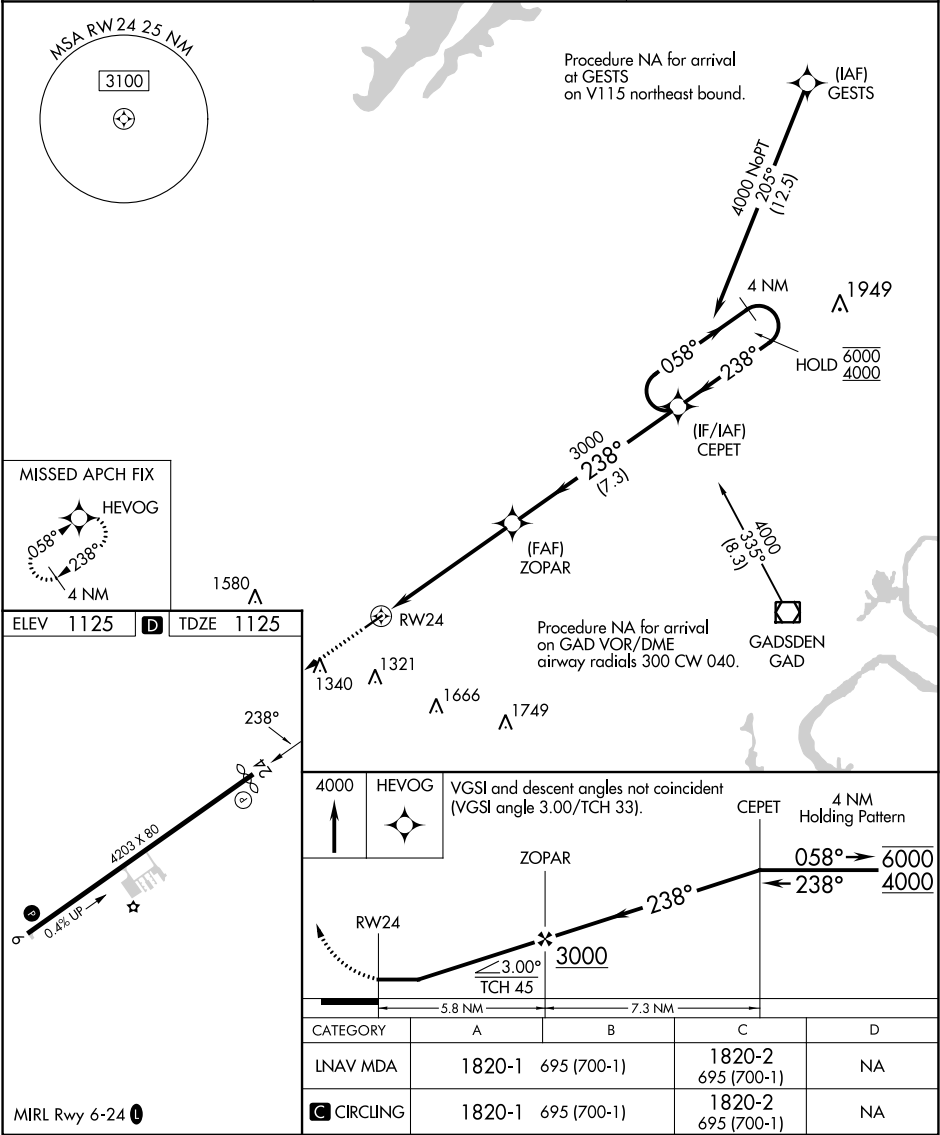 MSA RW24 25 NM
3100
Procedure NA for arrival
at GESTS
on V115 northeast bound.
(IAF)
GESTS
4000 NoPT
205°
(12.5)
4 NM
1949
058°
238°
HOLD
6000
4000
(IF/IAF)
CEPET
3000
238°
(7.3)
(FAF)
ZOPAR
4000
335°
(8.3)
GADSDEN
GAD
Procedure NA for arrival
on GAD VOR/DME
airway radials 300 CW 040.
MISSED APCH FIX
HEVOG
058°
238°
4 NM
1580
RW24
1340
1321
1666
1749
ELEV 1125
D
TDZE 1125
238°
24
P
4203 X 80
P
0.4% UP
6
MIRL Rwy 6-24 L
4000
HEVOG
VGSI and descent angles not coincident
(VGSI angle 3.00/TCH 33).
CEPET
4 NM
Holding Pattern
ZOPAR
058°
6000
238°
4000
238°
RW24
3000
3.00°
TCH 45
5.8 NM
7.3 NM
CATEGORY A B C D
LNAV MDA 1820-1 695 (700-1) 1820-2 695 (700-1) NA
C CIRCLING 1820-1 695 (700-1) 1820-2 695 (700-1) NA